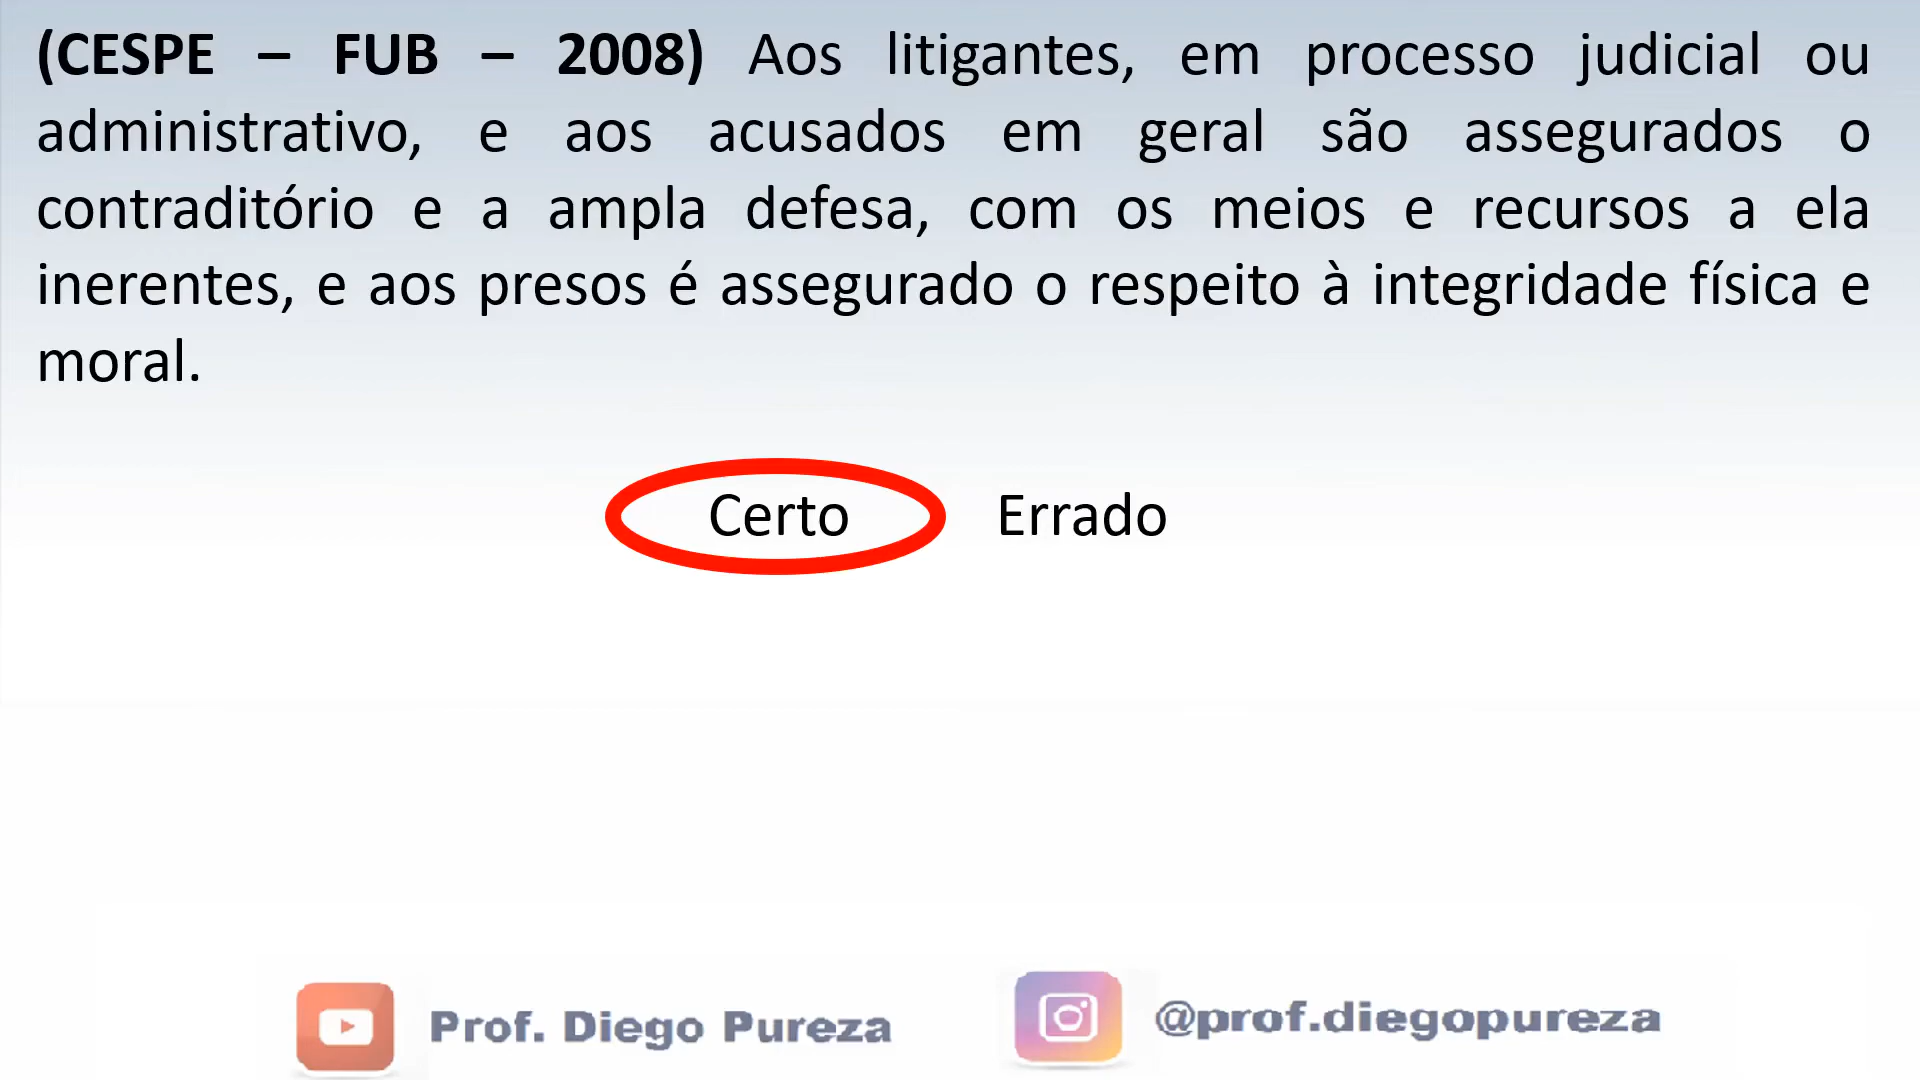 (CESPE – FUB – 2008) Aos litigantes, em processo judicial ou
administrativo, e aos acusados em geral são assegurados o
contraditório e a ampla defesa, com os meios e recursos a ela
inerentes, e aos presos é assegurado o respeito à integridade física e
moral.
Certo Errado
Prof. Diego Pureza @prof.diegopureza